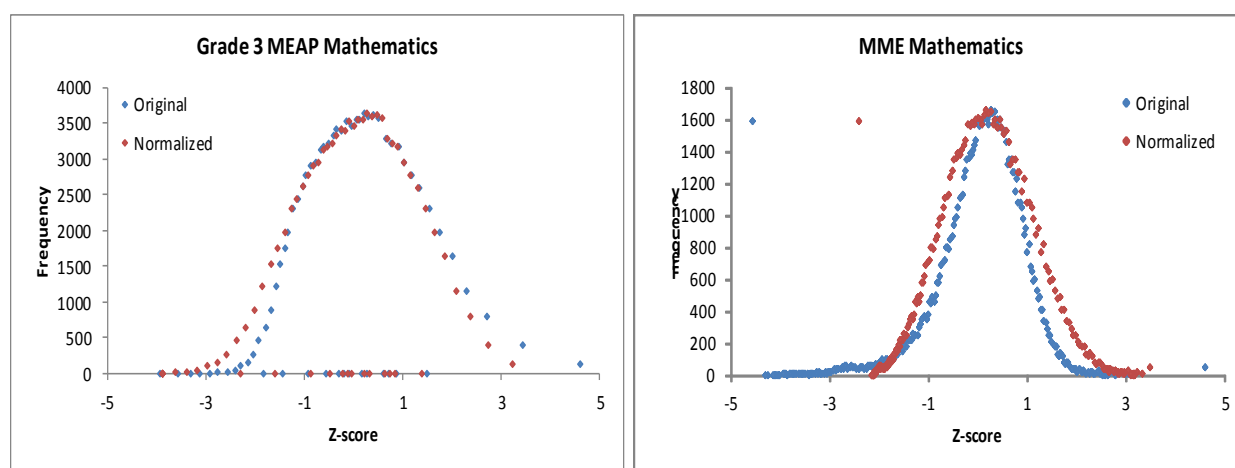 Grade 3 MEAP Mathematics
4000
3500
3000
2500
2000
1500
1000
500
0
Original
Normalized
Frequency
-5 -3 -1 1 3 5
Z-score
MME Mathematics
1800
1600
1400
1200
1000
800
600
400
200
0
Original
Normalized
Frequency
-5 -3 -1 1 3 5
Z-score